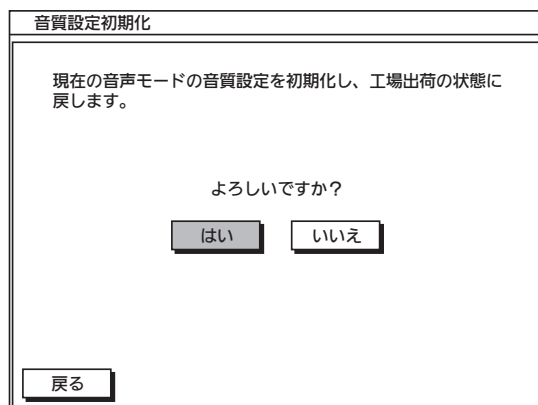 音質設定初期化
現在の音声モードの音質設定を初期化し、工場出荷の状態に
戻します。
よろしいですか？
はい いいえ
戻る